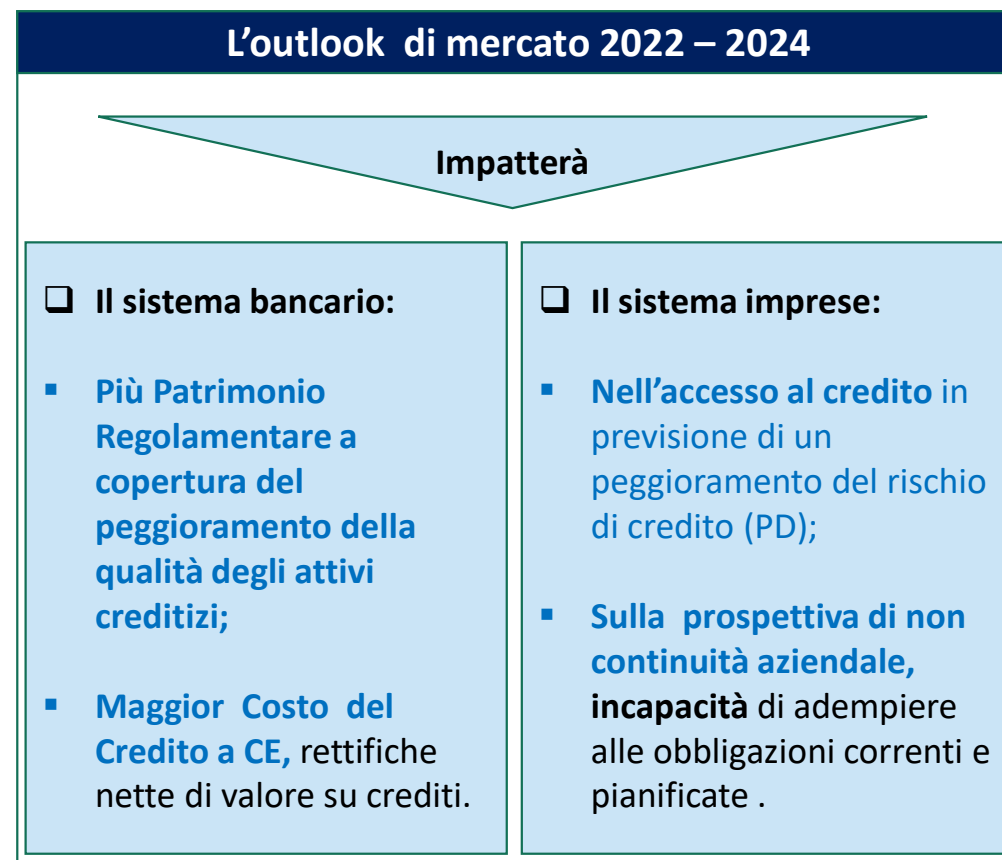 L’outlook di mercato 2022 – 2024
Impatterà
❑ Il sistema bancario:
▪ Più Patrimonio
Regolamentare a
copertura del
peggioramento della
qualità degli attivi
creditizi;
▪ Maggior Costo del
Credito a CE, rettifiche
nette di valore su crediti.
❑ Il sistema imprese:
▪ Nell’accesso al credito in
previsione di un
peggioramento del rischio
di credito (PD);
▪ Sulla prospettiva di non
continuità aziendale,
incapacità di adempiere
alle obbligazioni correnti e
pianificate .